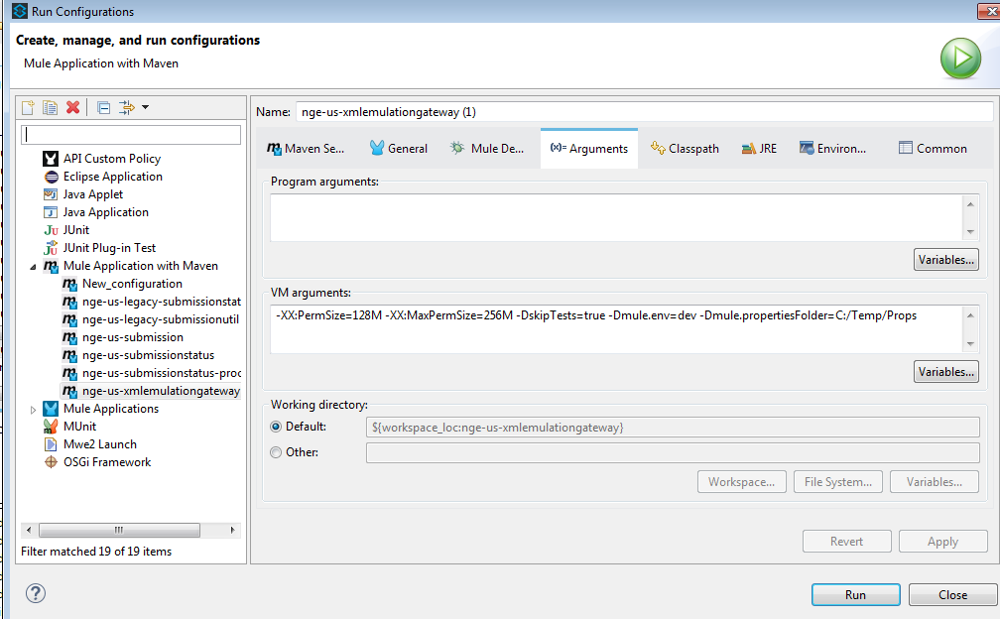 Run Configurations
Create, manage, and run configurations
Mule Application with Maven
Name: nge-us-xmlemulationgateway (1)
Maven Se... General Mule De... (x)= Arguments Classpath JRE Environ... Common
API Custom Policy
Eclipse Application
Java Applet
Java Application
JUnit
JUnit Plug-in Test
Mule Application with Maven
New_configuration
nge-us-legacy-submissionstat
nge-us-legacy-submissionutil
nge-us-submission
nge-us-submissionstatus
nge-us-submissionstatus-proc
nge-us-xmlemulationgateway
Mule Applications
MUnit
Mwe2 Launch
OSGi Framework
Filter matched 19 of 19 items
Program arguments:
Variables...
VM arguments:
-XX:PermSize=128M -XX:MaxPermSize=256M -DskipTests=true -Dmule.env=dev -Dmule.propertiesFolder=C:/Temp/Props
Variables...
Working directory:
Default: ${workspace_loc:nge-us-xmlemulationgateway}
Other:
Workspace... File System... Variables...
Revert Apply
Run Close